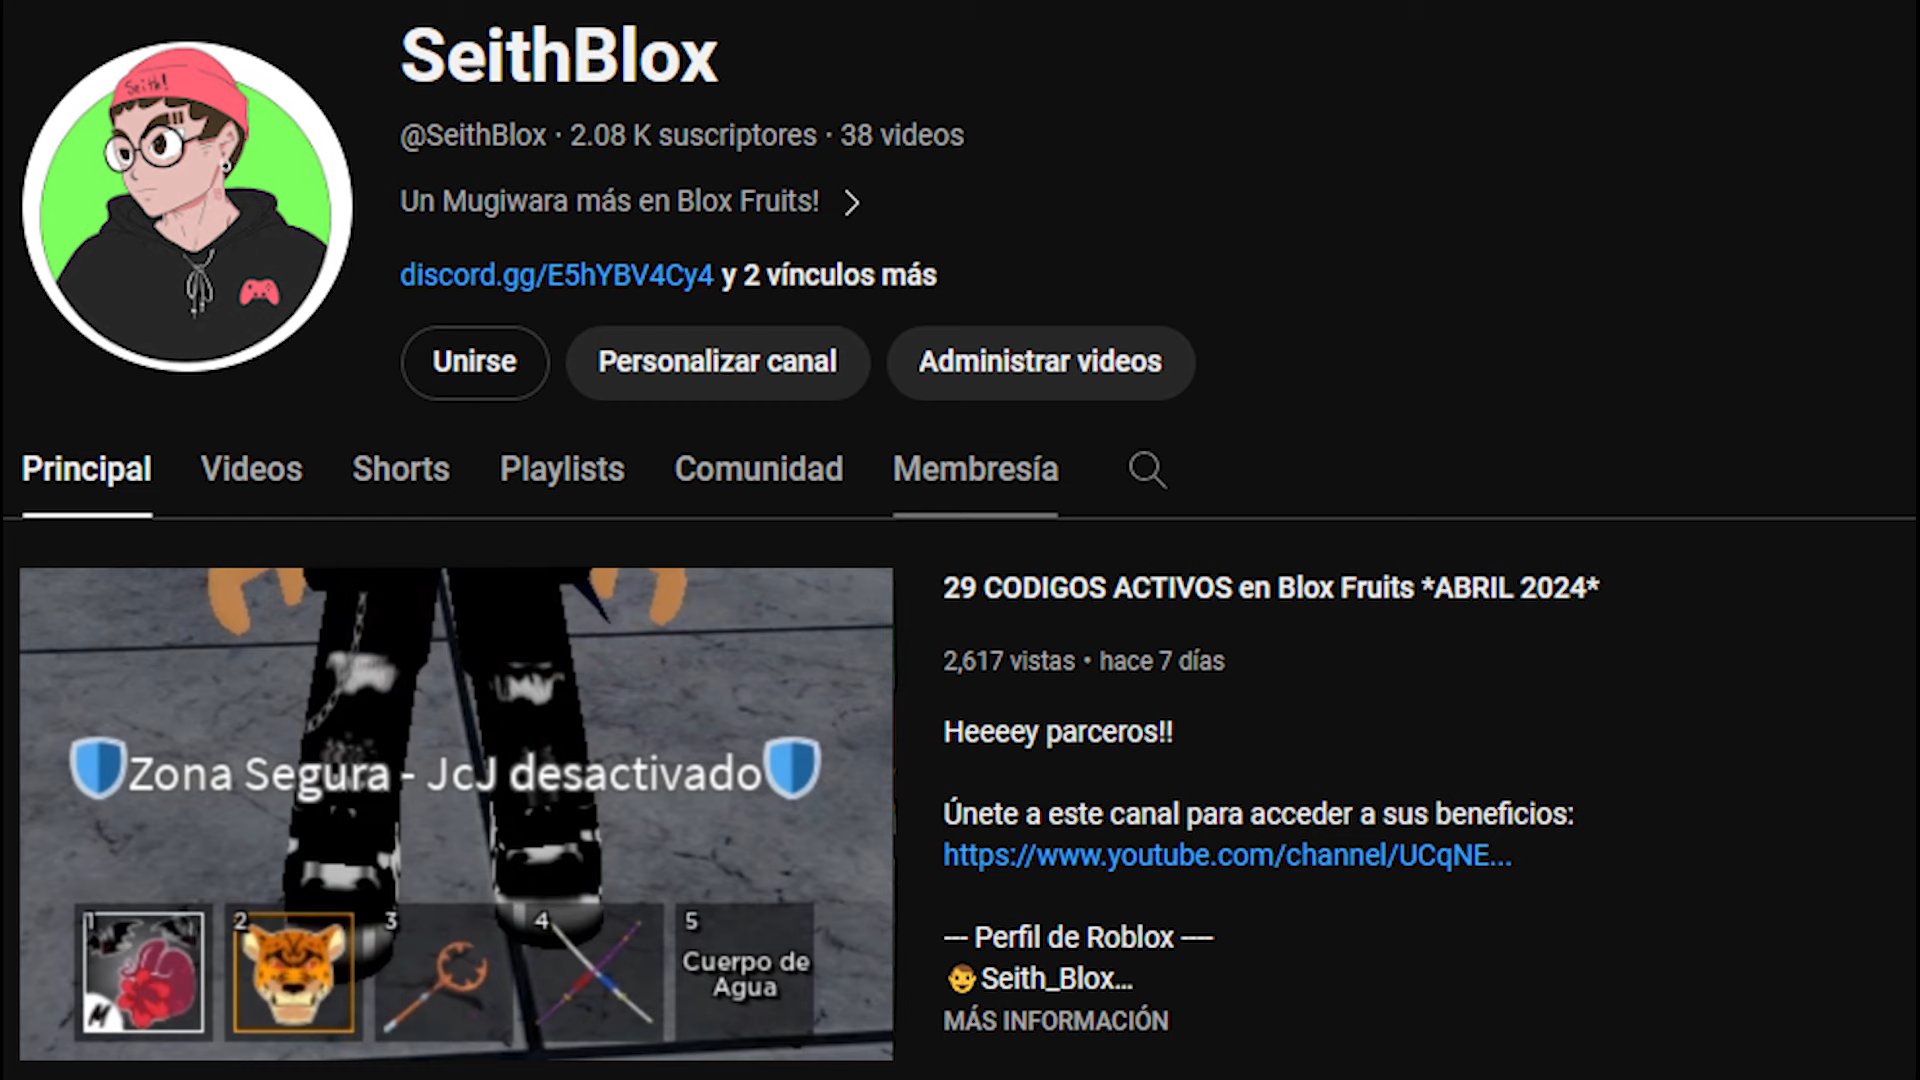 Seith!
SeithBlox
@SeithBlox · 2.08 K suscriptores · 38 videos
Un Mugiwara más en Blox Fruits!
discord.gg/E5hYBV4Cy4 y 2 vínculos más
Unirse
Personalizar canal
Administrar videos
Principal
Videos
Shorts
Playlists
Comunidad
Membresía
Zona Segura - JcJ desactivado
1
M
2
3
4
5
Cuerpo de
Agua
29 CODIGOS ACTIVOS en Blox Fruits *ABRIL 2024*
2,617 vistas • hace 7 días
Heeeey parceros!!
Únete a este canal para acceder a sus beneficios:
https://www.youtube.com/channel/UCqNE...
--- Perfil de Roblox ----
Seith_Blox...
MÁS INFORMACIÓN